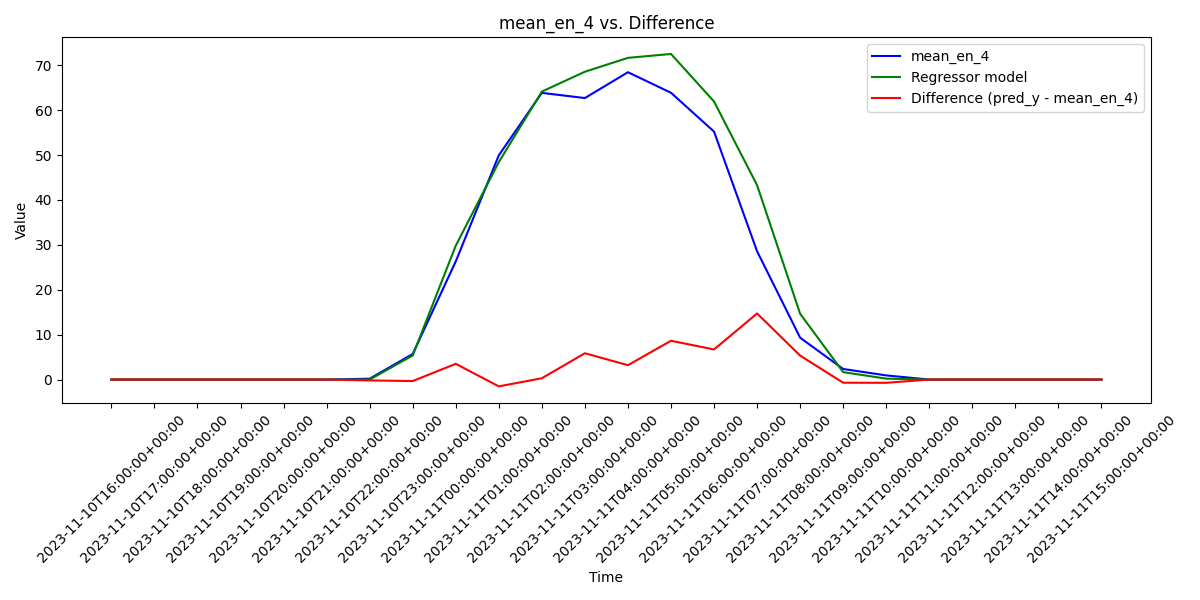 mean_en_4 vs. Difference
mean_en_4
Regressor model
Difference (pred_y - mean_en_4)
Value
70
60
50
40
30
20
10
0
2023-11-10T16:00:00+00:00
2023-11-10T17:00:00+00:00
2023-11-10T18:00:00+00:00
2023-11-10T19:00:00+00:00
2023-11-10T20:00:00+00:00
2023-11-10T21:00:00+00:00
2023-11-10T22:00:00+00:00
2023-11-10T23:00:00+00:00
2023-11-11T00:00:00+00:00
2023-11-11T01:00:00+00:00
2023-11-11T02:00:00+00:00
2023-11-11T03:00:00+00:00
2023-11-11T04:00:00+00:00
2023-11-11T05:00:00+00:00
2023-11-11T06:00:00+00:00
2023-11-11T07:00:00+00:00
2023-11-11T08:00:00+00:00
2023-11-11T09:00:00+00:00
2023-11-11T10:00:00+00:00
2023-11-11T11:00:00+00:00
2023-11-11T12:00:00+00:00
2023-11-11T13:00:00+00:00
2023-11-11T14:00:00+00:00
2023-11-11T15:00:00+00:00
Time